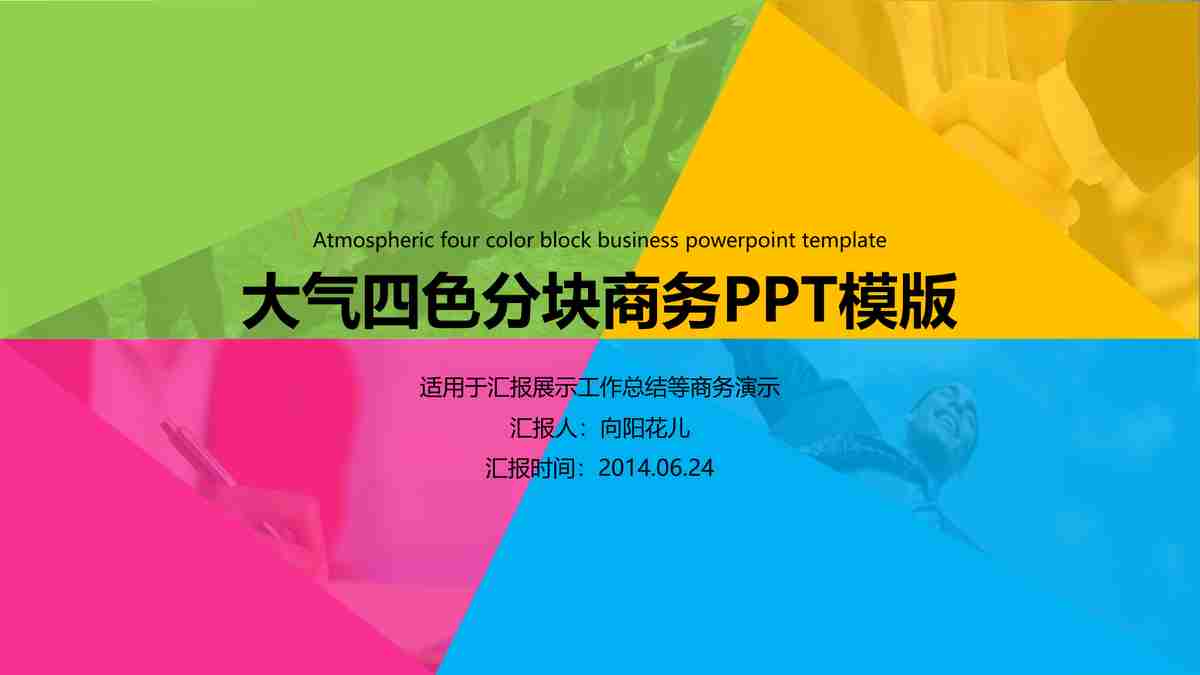 Atmospheric four color block business powerpoint template
大气四色分块商务PPT模版
适用于汇报展示工作总结等商务演示
汇报人：向阳花儿
汇报时间：2014.06.24